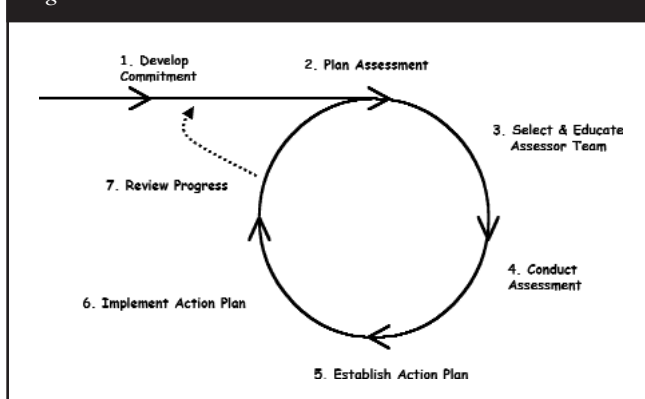 1. Develop
Commitment
2. Plan Assessment
3. Select & Educate
Assessor Team
7. Review Progress
4. Conduct
Assessment
6. Implement Action Plan
5. Establish Action Plan